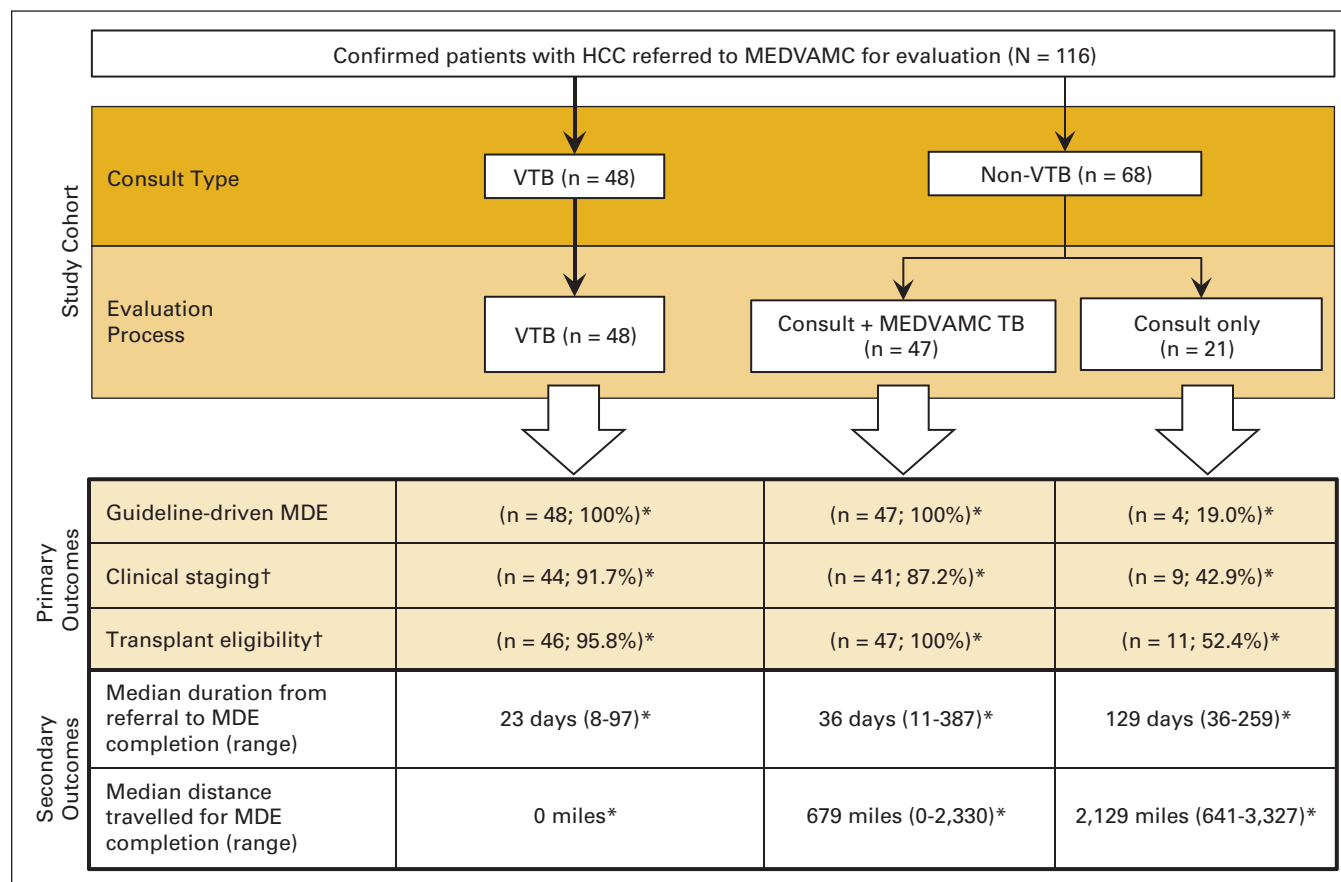 Confirmed patients with HCC referred to MEDVAMC for evaluation (N = 116)
Study Cohort
Consult Type
VTB (n = 48)
Non-VTB (n = 68)
Evaluation
Process
VTB (n = 48)
Consult + MEDVAMC TB
(n = 47)
Consult only
(n = 21)
Primary
Outcomes
Guideline-driven MDE
(n = 48; 100%)*
(n = 47; 100%)*
(n = 4; 19.0%)*
Clinical staging†
(n = 44; 91.7%)*
(n = 41; 87.2%)*
(n = 9; 42.9%)*
Transplant eligibility†
(n = 46; 95.8%)*
(n = 47; 100%)*
(n = 11; 52.4%)*
Secondary
Outcomes
Median duration from
referral to MDE
completion (range)
23 days (8-97)*
36 days (11-387)*
129 days (36-259)*
Median distance
travelled for MDE
completion (range)
0 miles*
679 miles (0-2,330)*
2,129 miles (641-3,327)*